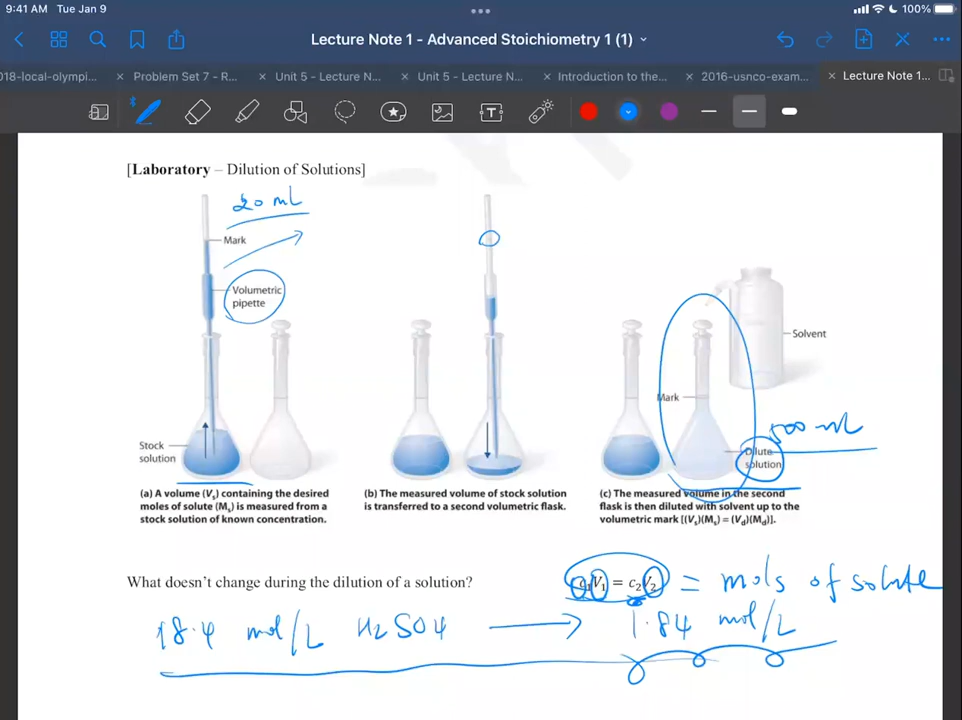 9:41 AM Tue Jan 9
100%
Lecture Note 1 - Advanced Stoichiometry 1 (1)
018-local-olympi...
Problem Set 7 - R...
Unit 5 - Lecture N...
Unit 5 - Lecture N...
Introduction to the...
2016-usnco-exam...
Lecture Note 1...
[Laboratory – Dilution of Solutions]
20 mL
Mark
Volumetric
pipette
Stock
solution
Solvent
Mark
500 mL
Dilute
solution
(a) A volume (Vs) containing the desired
moles of solute (Ms) is measured from a
stock solution of known concentration.
(b) The measured volume of stock solution
is transferred to a second volumetric flask.
(c) The measured volume in the second
flask is then diluted with solvent up to the
volumetric mark [(Vs)(Ms) = (Vd)(Md)].
What doesn't change during the dilution of a solution?
c₁V₁ = c₂V₂ = mols of solute
18.4 mol/L H2SO4 → 1.84 mol/L